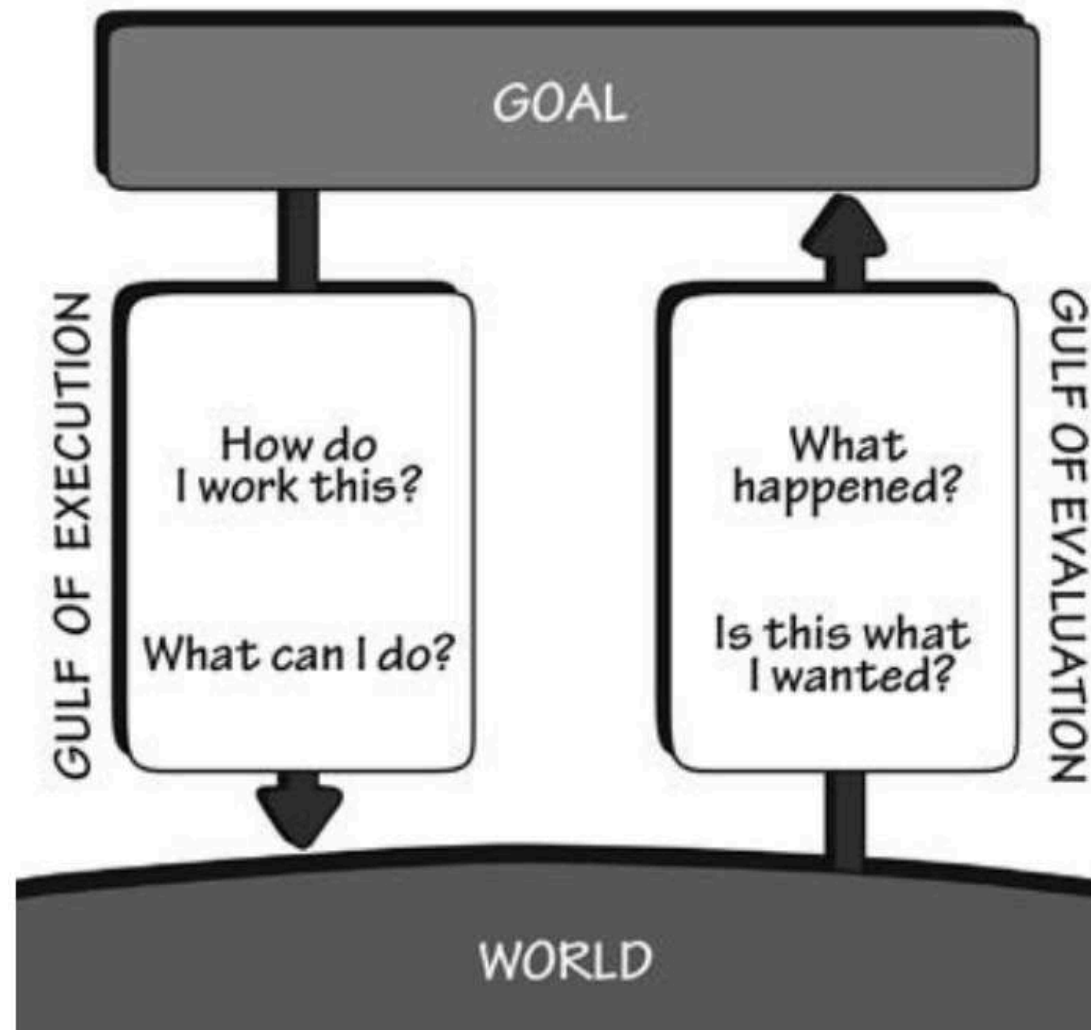 GOAL
GULF OF EXECUTION
How do
I work this?
What can I do?
What
happened?
Is this what
I wanted?
GULF OF EVALUATION
WORLD